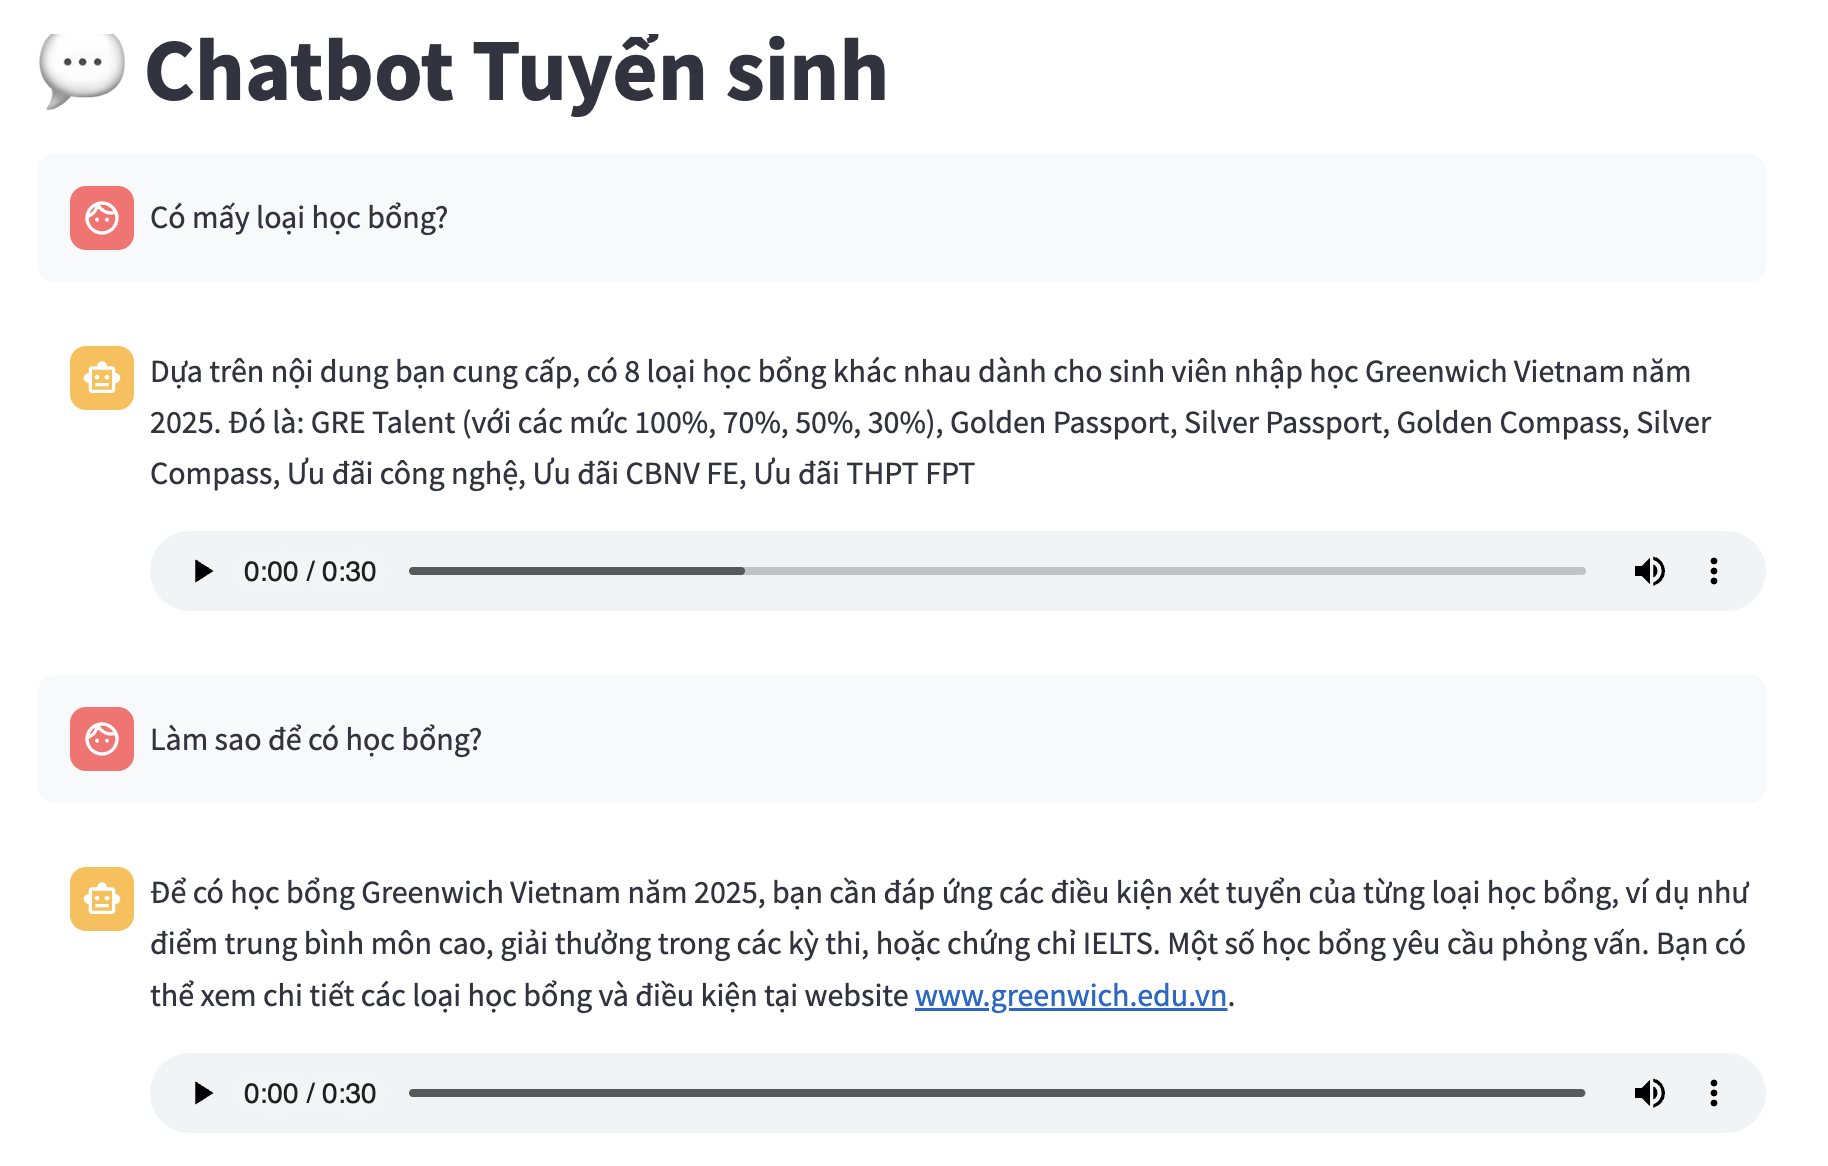 Chatbot Tuyển sinh
Có mấy loại học bổng?
Dựa trên nội dung bạn cung cấp, có 8 loại học bổng khác nhau dành cho sinh viên nhập học Greenwich Vietnam năm
2025. Đó là: GRE Talent (với các mức 100%, 70%, 50%, 30%), Golden Passport, Silver Passport, Golden Compass, Silver
Compass, Ưu đãi công nghệ, Ưu đãi CBNV FE, Ưu đãi THPT FPT
0:00 / 0:30
Làm sao để có học bổng?
Để có học bổng Greenwich Vietnam năm 2025, bạn cần đáp ứng các điều kiện xét tuyển của từng loại học bổng, ví dụ như
điểm trung bình môn cao, giải thưởng trong các kỳ thi, hoặc chứng chỉ IELTS. Một số học bổng yêu cầu phỏng vấn. Bạn có
thể xem chi tiết các loại học bổng và điều kiện tại website www.greenwich.edu.vn.
0:00 / 0:30